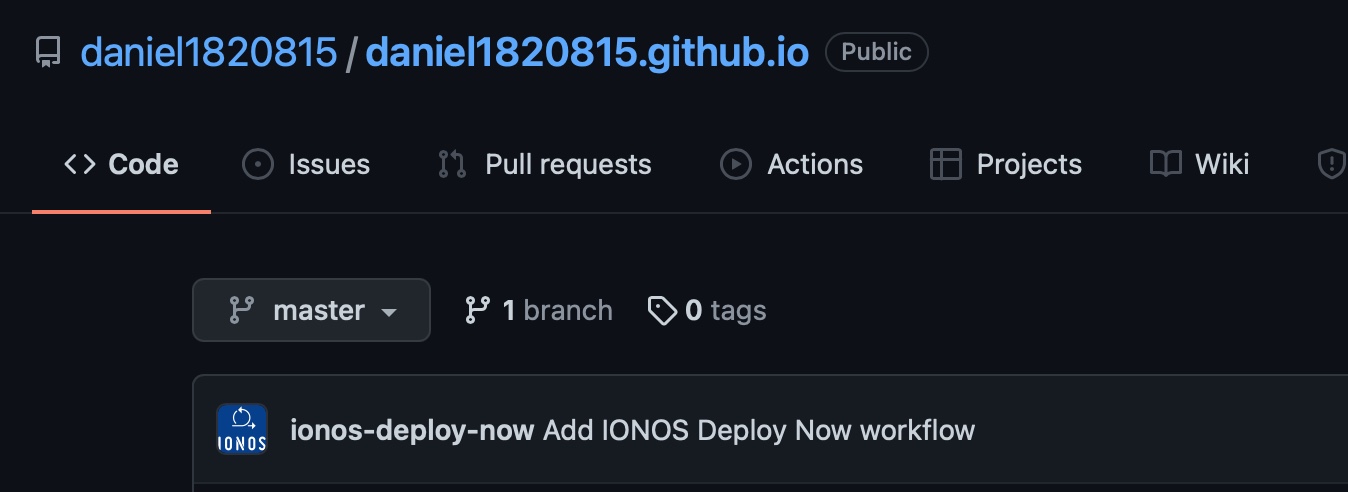 daniel1820815 / daniel1820815.github.io Public
Code Issues Pull requests Actions Projects Wiki
master 1 branch 0 tags
IONOS ionos-deploy-now Add IONOS Deploy Now workflow